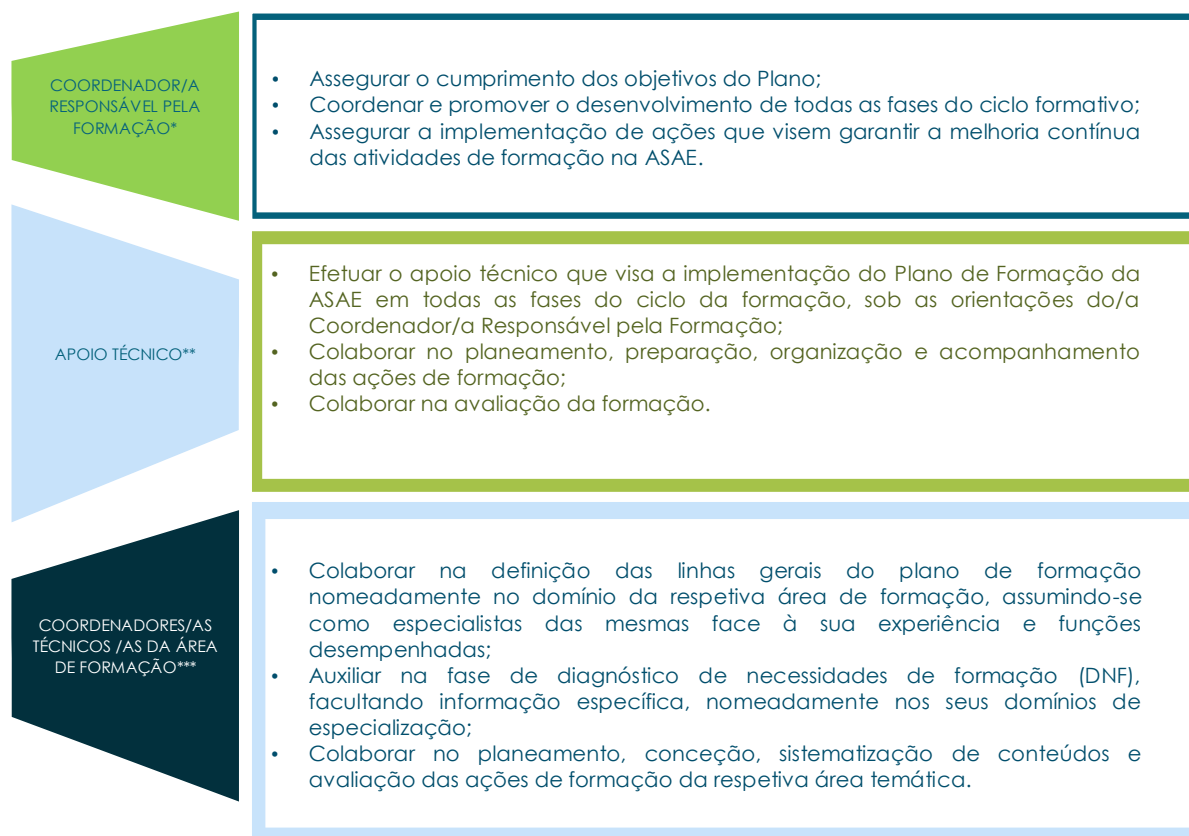 COORDENADOR/A
RESPONSÁVEL PELA
FORMAÇÃO*
• Assegurar o cumprimento dos objetivos do Plano;
• Coordenar e promover o desenvolvimento de todas as fases do ciclo formativo;
• Assegurar a implementação de ações que visem garantir a melhoria contínua
das atividades de formação na ASAE.
APOIO TÉCNICO**
• Efetuar o apoio técnico que visa a implementação do Plano de Formação da
ASAE em todas as fases do ciclo da formação, sob as orientações do/a
Coordenador/a Responsável pela Formação;
• Colaborar no planeamento, preparação, organização e acompanhamento
das ações de formação;
• Colaborar na avaliação da formação.
COORDENADORES/AS
TÉCNICOS /AS DA ÁREA
DE FORMAÇÃO***
• Colaborar na definição das linhas gerais do plano de formação
nomeadamente no domínio da respetiva área de formação, assumindo-se
como especialistas das mesmas face à sua experiência e funções
desempenhadas;
• Auxiliar na fase de diagnóstico de necessidades de formação (DNF),
facultando informação específica, nomeadamente nos seus domínios de
especialização;
• Colaborar no planeamento, conceção, sistematização de conteúdos e
avaliação das ações de formação da respetiva área temática.